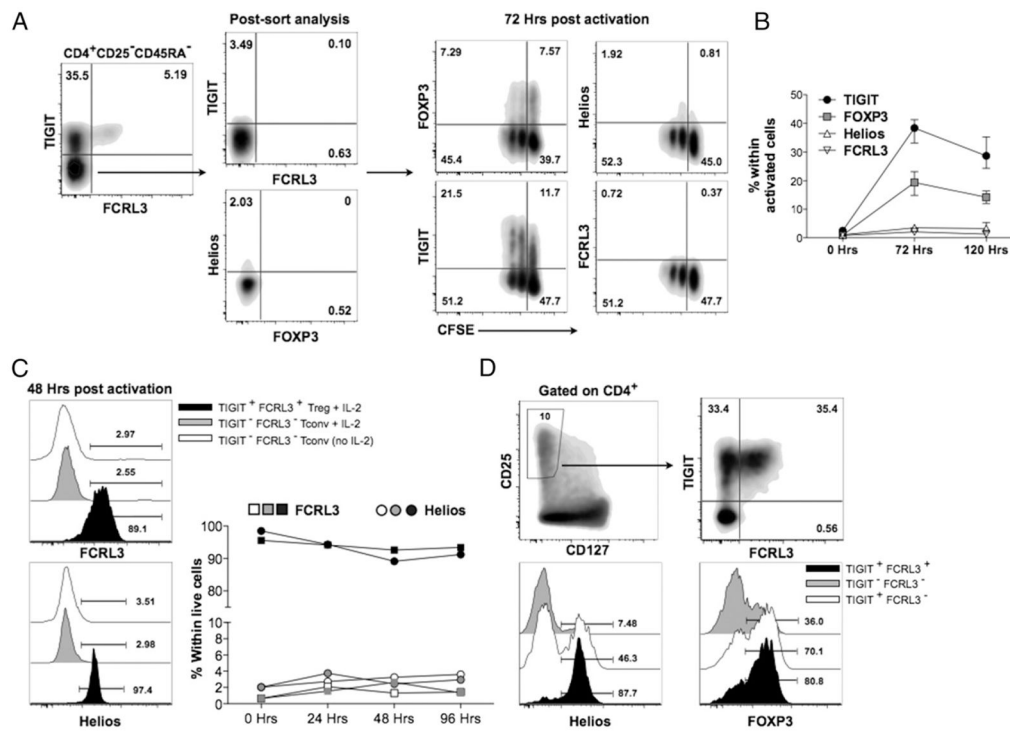 A
CD4+CD25-CD45RA-
35.5
5.19
TIGIT
FCRL3
Post-sort analysis
3.49
0.10
TIGIT
0.63
FCRL3
2.03
0
Helios
0.52
FOXP3
72 Hrs post activation
7.29
7.57
FOXP3
45.4
39.7
1.92
0.81
Helios
52.3
45.0
21.5
11.7
TIGIT
51.2
47.7
0.72
0.37
FCRL3
51.2
47.7
CFSE
B
TIGIT
FOXP3
Helios
FCRL3
% within
activated cells
50
40
30
20
10
0
0 Hrs
72 Hrs
120 Hrs
C
48 Hrs post activation
TIGIT+ FCRL3+ Treg + IL-2
TIGIT- FCRL3- Tconv + IL-2
TIGIT- FCRL3- Tconv (no IL-2)
2.97
2.55
89.1
FCRL3
3.51
2.98
97.4
Helios
FCRL3
Helios
% Within live cells
100
90
80
6
4
2
0
0 Hrs
24 Hrs
48 Hrs
96 Hrs
D
Gated on CD4+
10
CD25
CD127
33.4
35.4
TIGIT
0.56
FCRL3
TIGIT+ FCRL3+
TIGIT- FCRL3-
TIGIT+ FCRL3-
7.48
46.3
87.7
Helios
36.0
70.1
80.8
FOXP3